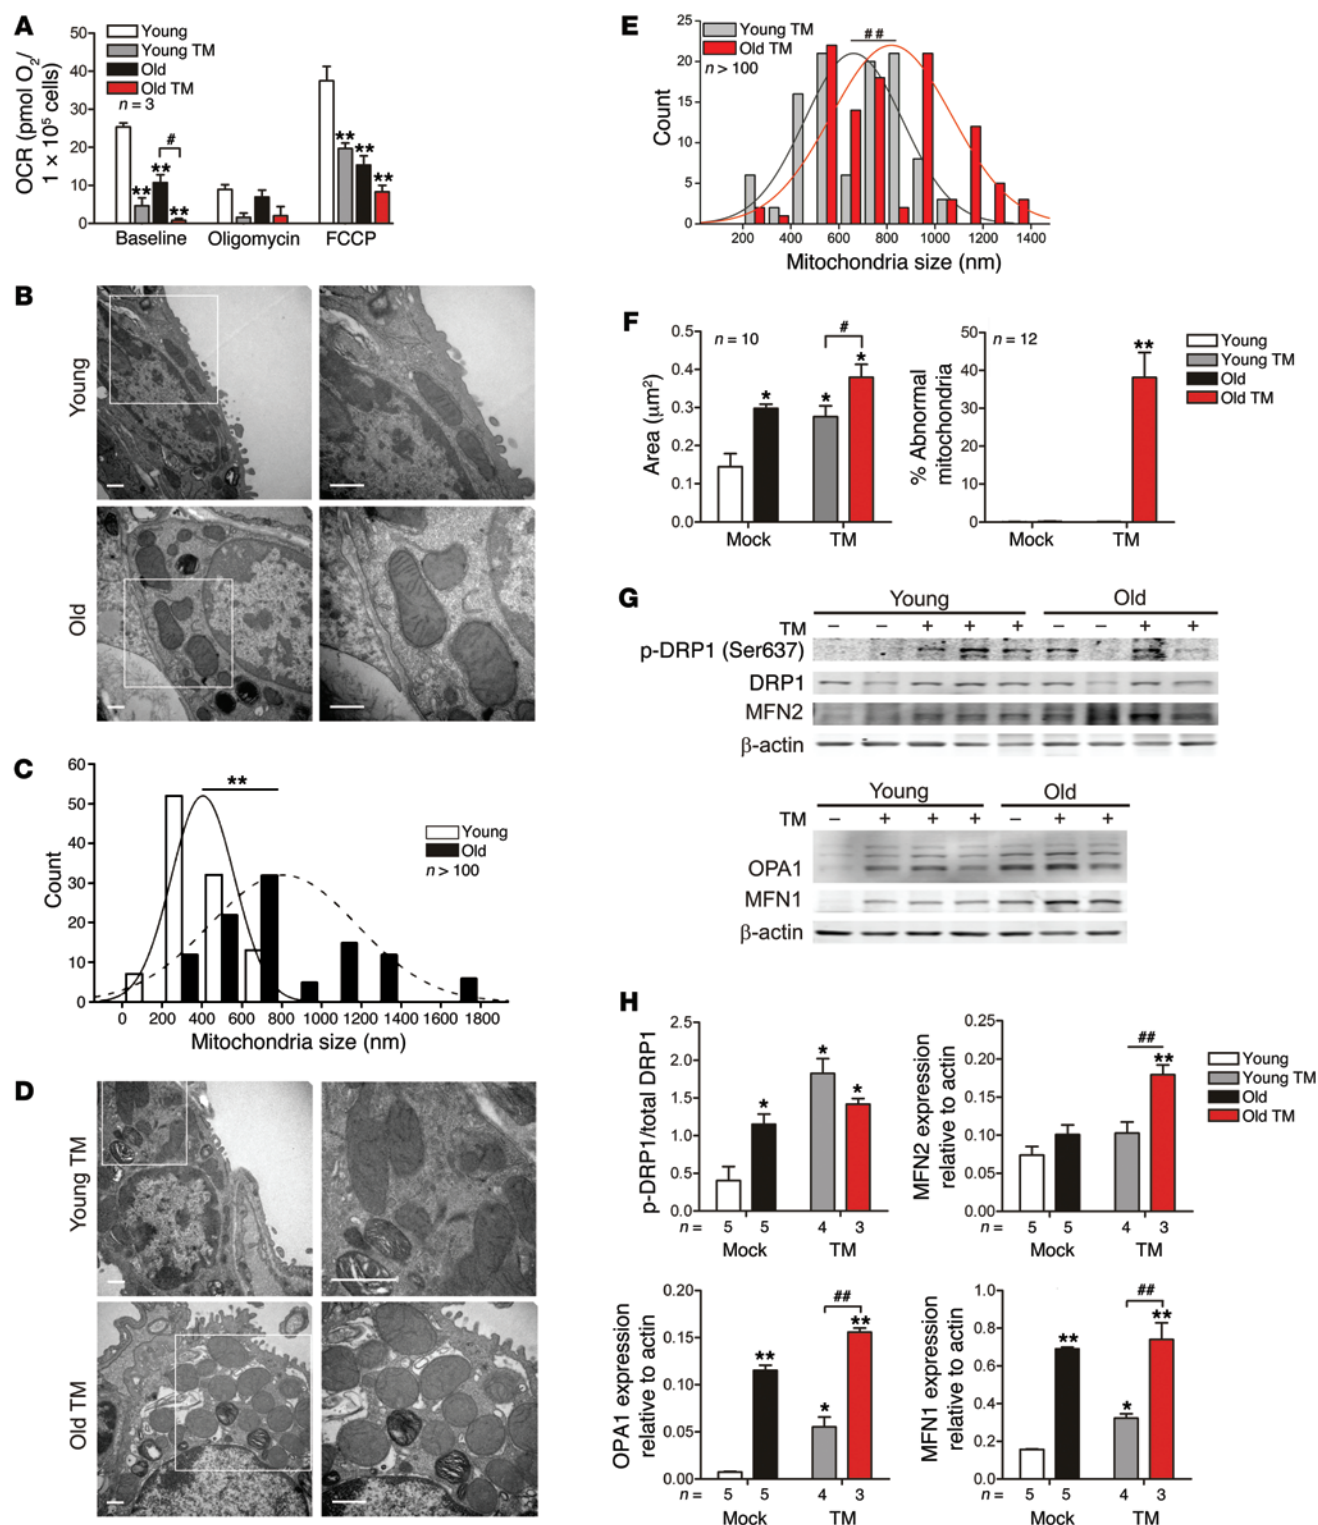 A
50
40
30
20
10
0
OCR (pmol O2/
1 × 10⁵ cells)
Young
Young TM
Old
Old TM
n = 3
**
**
#
**
**
**
**
Baseline
Oligomycin
FCCP
B
Young
Old
C
60
50
40
30
20
10
0
Count
**
Young
Old
n > 100
0
200
400
600
800
1000
1200
1400
1600
1800
Mitochondria size (nm)
D
Young TM
Old TM
E
25
20
15
10
5
0
Count
Young TM
Old TM
n > 100
##
200
400
600
800
1000
1200
1400
Mitochondria size (nm)
F
0.5
0.4
0.3
0.2
0.1
0.0
Area (μm²)
n = 10
*
*
#
*
Mock
TM
50
40
30
20
10
0
% Abnormal
mitochondria
n = 12
**
Mock
TM
Young
Young TM
Old
Old TM
G
Young
Old
TM – – + + + – – + +
p-DRP1 (Ser637)
DRP1
MFN2
β-actin
Young
Old
TM – + + + – + +
OPA1
MFN1
β-actin
H
2.5
2.0
1.5
1.0
0.5
0.0
p-DRP1/total DRP1
*
*
*
n = 5 5 4 3
Mock
TM
0.25
0.20
0.15
0.10
0.05
0.00
MFN2 expression
relative to actin
##
**
n = 5 5 4 3
Mock
TM
Young
Young TM
Old
Old TM
0.20
0.15
0.10
0.05
0.00
OPA1 expression
relative to actin
**
*
##
**
n = 5 5 4 3
Mock
TM
1.0
0.8
0.6
0.4
0.2
0.0
MFN1 expression
relative to actin
**
*
##
**
n = 5 5 4 3
Mock
TM